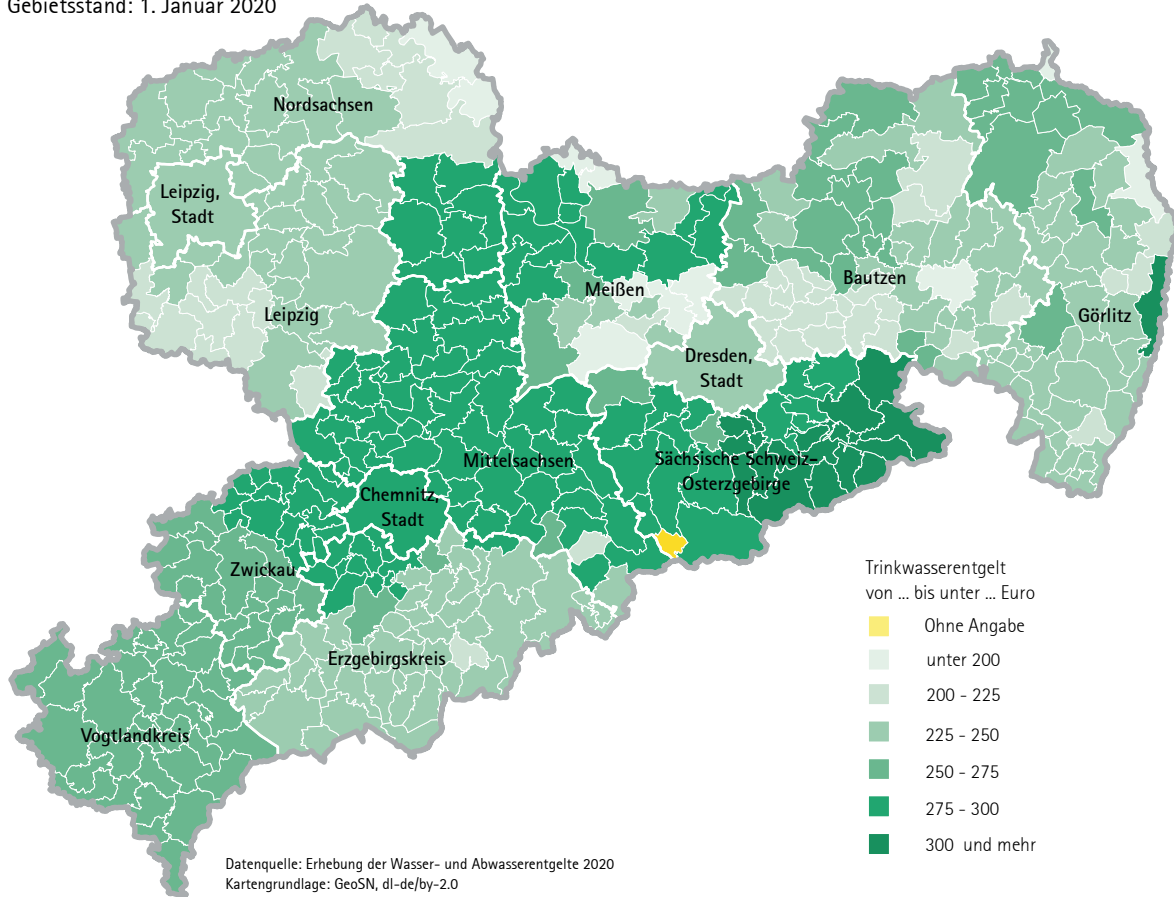 Gebietsstand: 1. Januar 2020
Nordsachsen
Leipzig,
Stadt
Leipzig
Meißen
Bautzen
Görlitz
Dresden,
Stadt
Mittelsachsen
Sächsische Schweiz-
Osterzgebirge
Chemnitz,
Stadt
Zwickau
Erzgebirgskreis
Vogtlandkreis
Trinkwasserentgelt
von ... bis unter ... Euro
Ohne Angabe
unter 200
200 - 225
225 - 250
250 - 275
275 - 300
300 und mehr
Datenquelle: Erhebung der Wasser- und Abwasserentgelte 2020
Kartengrundlage: GeoSN, dl-de/by-2.0